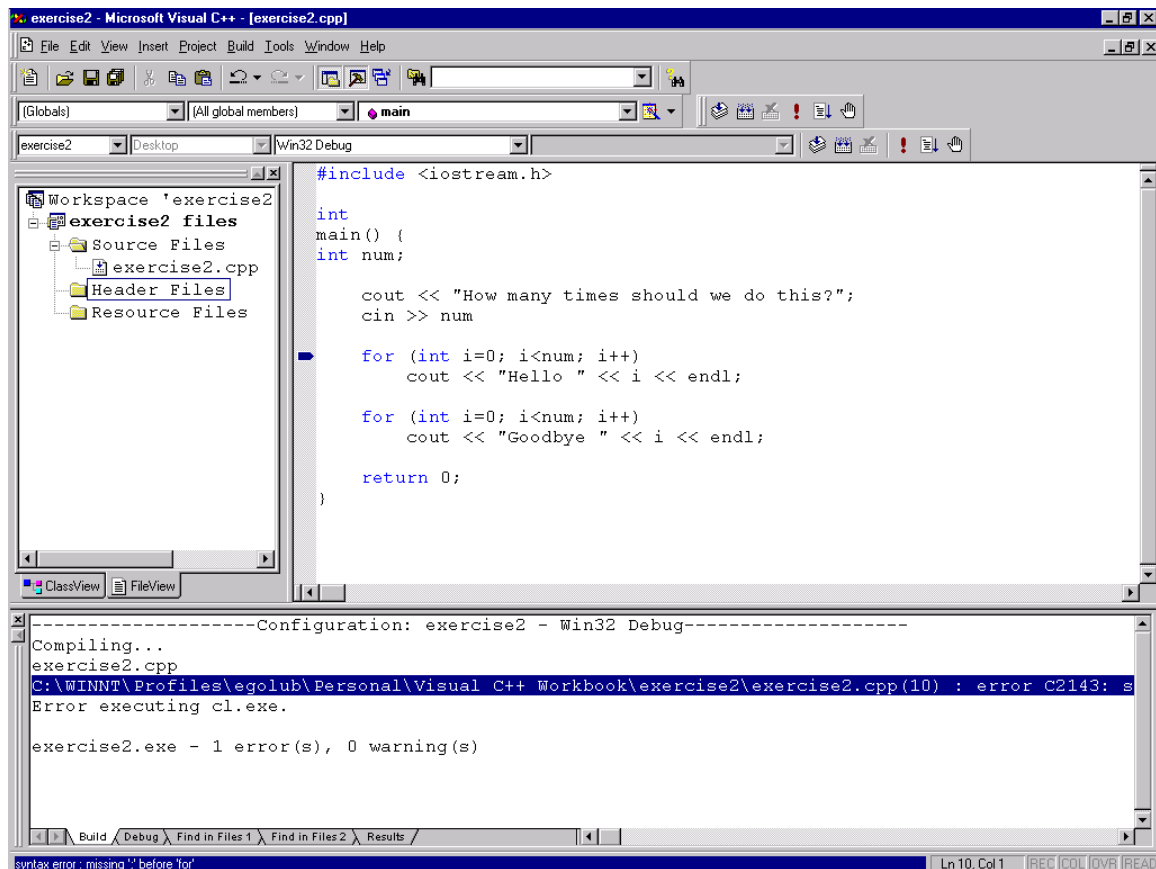 exercise2 - Microsoft Visual C++ - [exercise2.cpp]
File Edit View Insert Project Build Tools Window Help
(Globals) (All global members) main
exercise2 Desktop Win32 Debug
Workspace 'exercise2
exercise2 files
Source Files
exercise2.cpp
Header Files
Resource Files
ClassView FileView
#include <iostream.h>
int
main() {
int num;
cout << "How many times should we do this?";
cin >> num
for (int i=0; i<num; i++)
cout << "Hello " << i << endl;
for (int i=0; i<num; i++)
cout << "Goodbye " << i << endl;
return 0;
}
--------------------Configuration: exercise2 - Win32 Debug--------------------
Compiling...
exercise2.cpp
C:\WINNT\Profiles\egolub\Personal\Visual C++ Workbook\exercise2\exercise2.cpp(10) : error C2143: s
Error executing cl.exe.
exercise2.exe - 1 error(s), 0 warning(s)
Build Debug Find in Files 1 Find in Files 2 Results
syntax error : missing ';' before 'for' Ln 10, Col 1 REC COL OVR READ